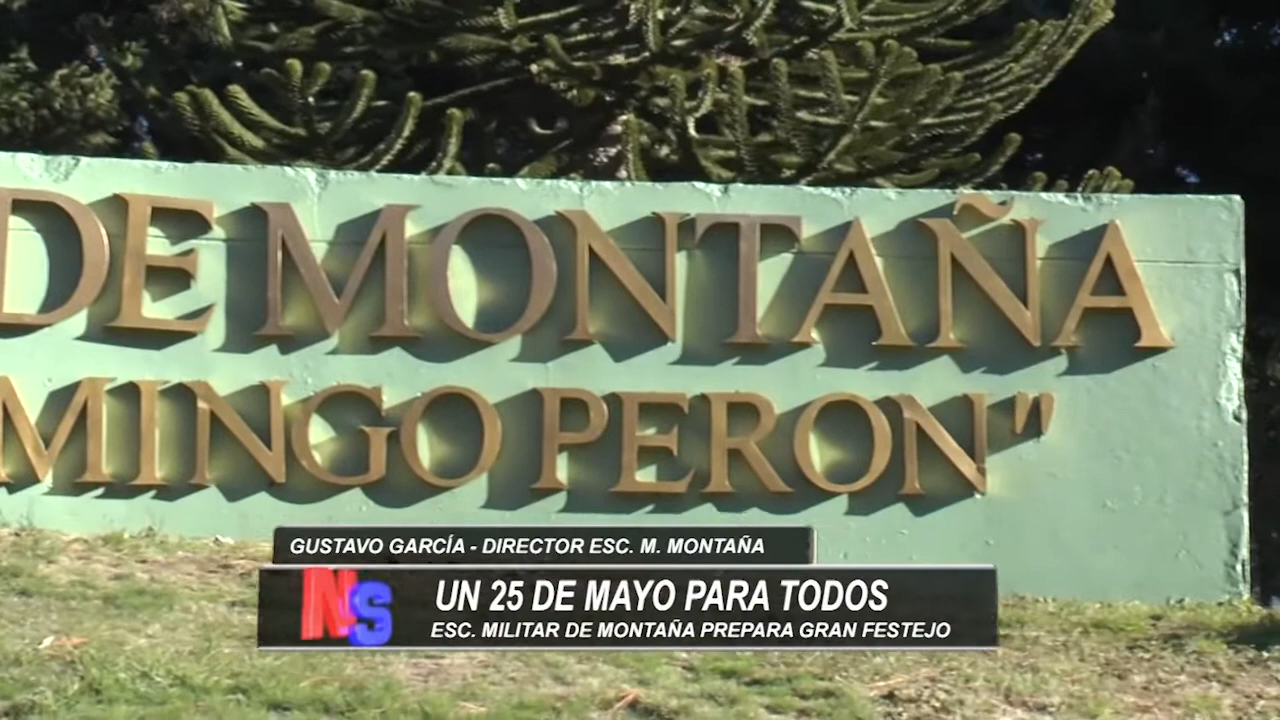 DE MONTAÑA
MINGO PERON"
GUSTAVO GARCÍA - DIRECTOR ESC. M. MONTAÑA
NS
UN 25 DE MAYO PARA TODOS
ESC. MILITAR DE MONTAÑA PREPARA GRAN FESTEJO